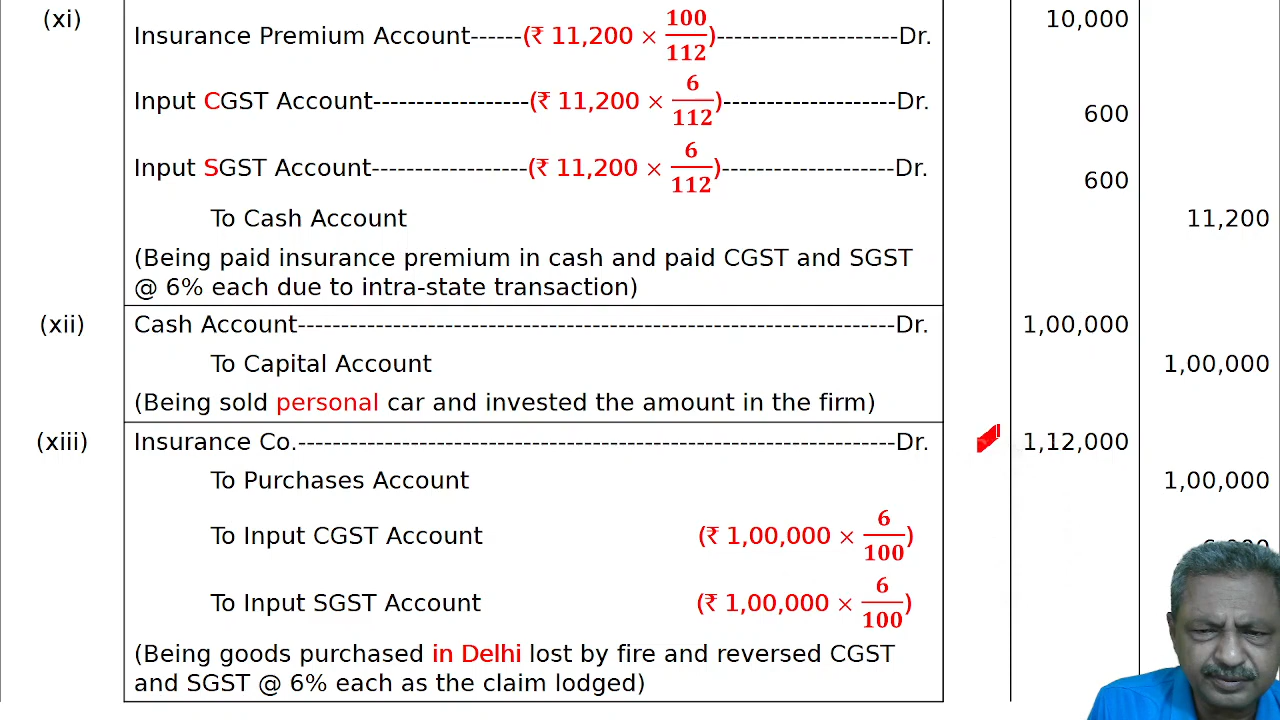 (xi) Insurance Premium Account------(₹ 11,200 × 100/112)---------------------Dr. 10,000
Input CGST Account------------------(₹ 11,200 × 6/112)--------------------Dr. 600
Input SGST Account------------------(₹ 11,200 × 6/112)--------------------Dr. 600
To Cash Account 11,200
(Being paid insurance premium in cash and paid CGST and SGST
@ 6% each due to intra-state transaction)
(xii) Cash Account---------------------------------------------------------------------Dr. 1,00,000
To Capital Account 1,00,000
(Being sold personal car and invested the amount in the firm)
(xiii) Insurance Co.---------------------------------------------------------------------Dr. 1,12,000
To Purchases Account 1,00,000
To Input CGST Account (₹ 1,00,000 × 6/100)
To Input SGST Account (₹ 1,00,000 × 6/100)
(Being goods purchased in Delhi lost by fire and reversed CGST
and SGST @ 6% each as the claim lodged)